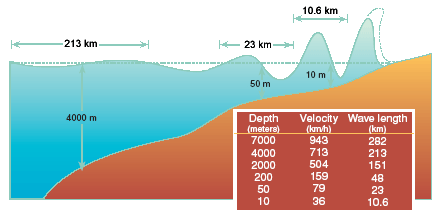 10.6 km
213 km
23 km
50 m
10 m
4000 m
Depth Velocity Wave length
(meters) (km/h) (km)
7000 943 282
4000 713 213
2000 504 151
200 159 48
50 79 23
10 36 10.6